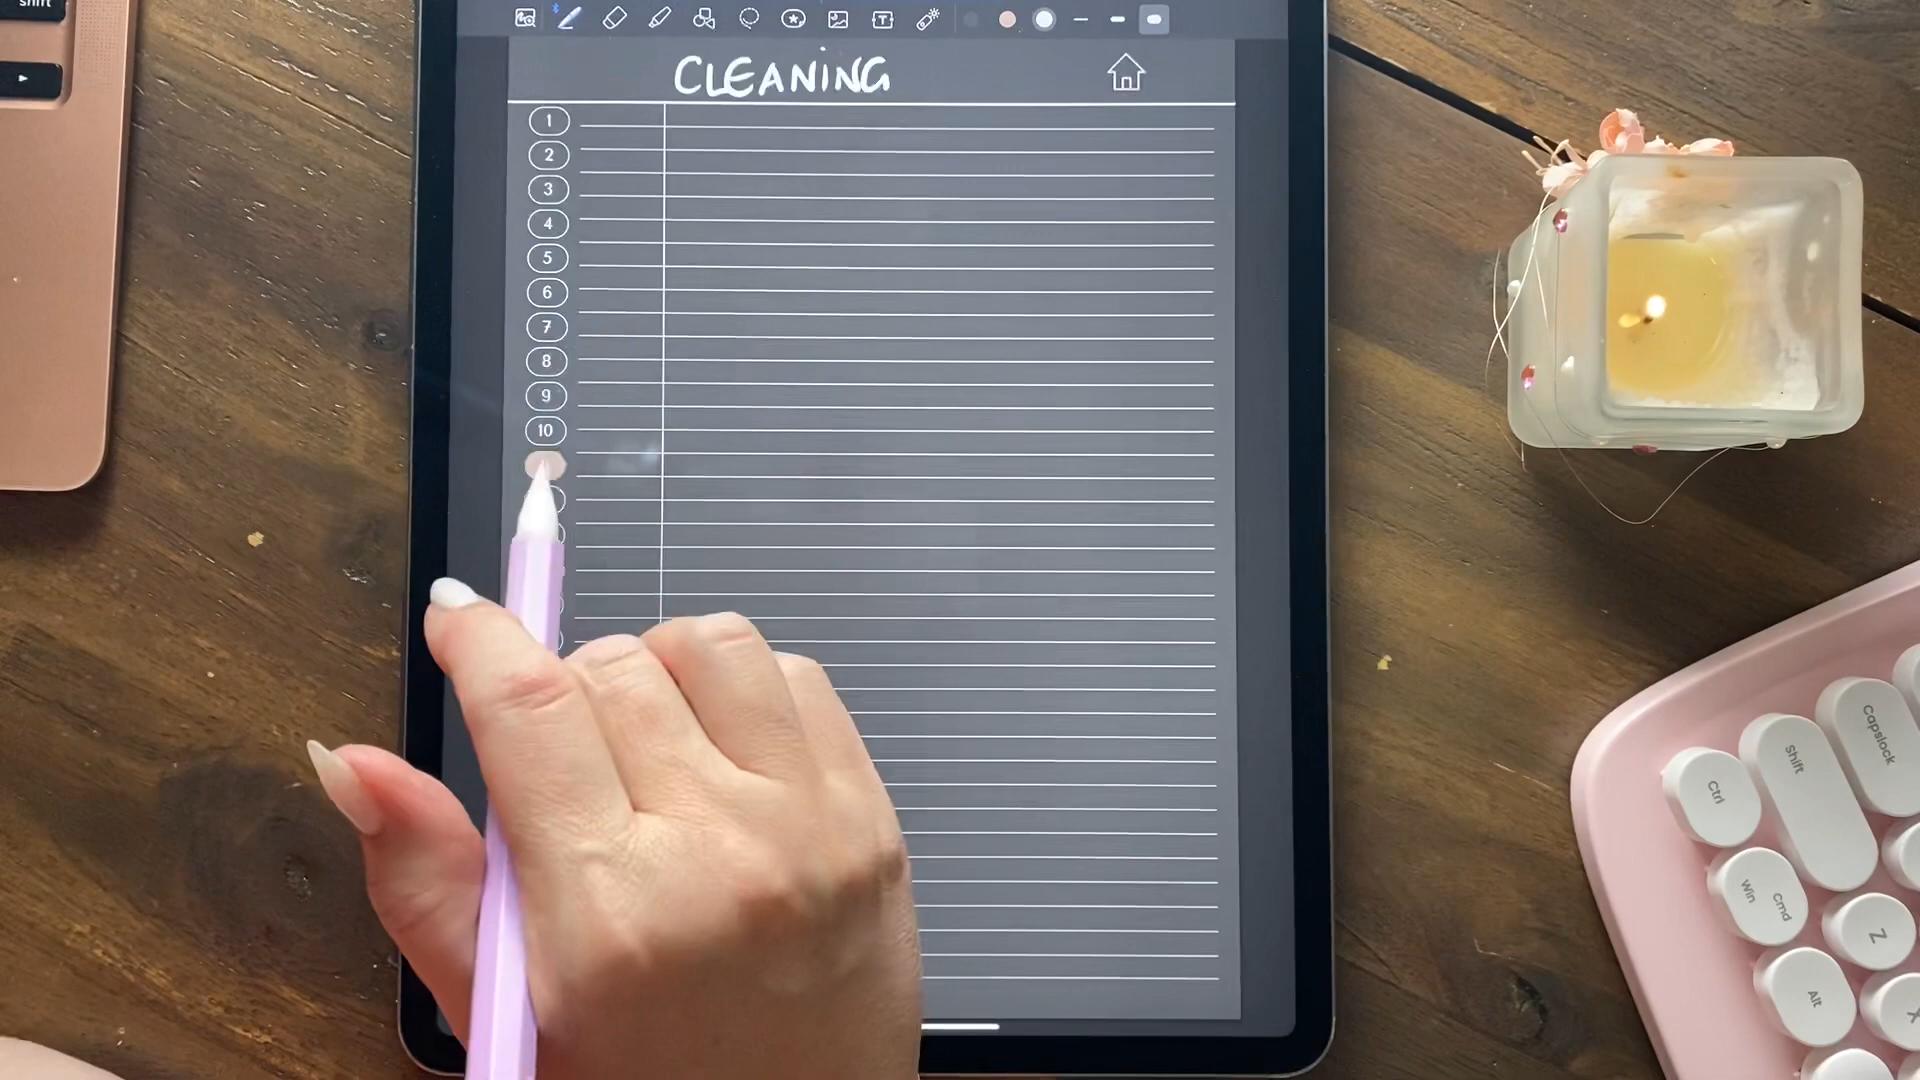 shift
T
CLEANING
1
2
3
4
5
6
7
8
9
10
Capslock
Shift
Ctrl
Win Cmd
Z
Alt
X